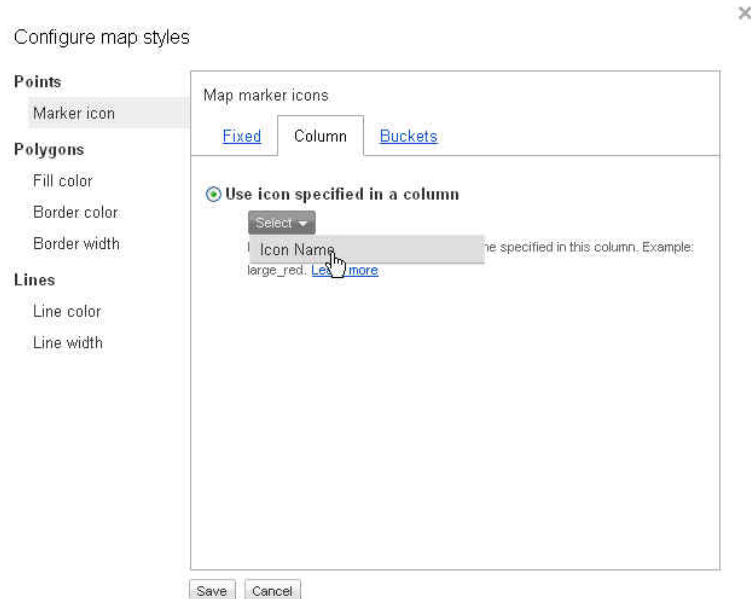 Configure map styles
Points
Marker icon
Polygons
Fill color
Border color
Border width
Lines
Line color
Line width
Map marker icons
Fixed Column Buckets
Use icon specified in a column
Select
Icon Name
specified in this column. Example:
large_red. more
Save Cancel